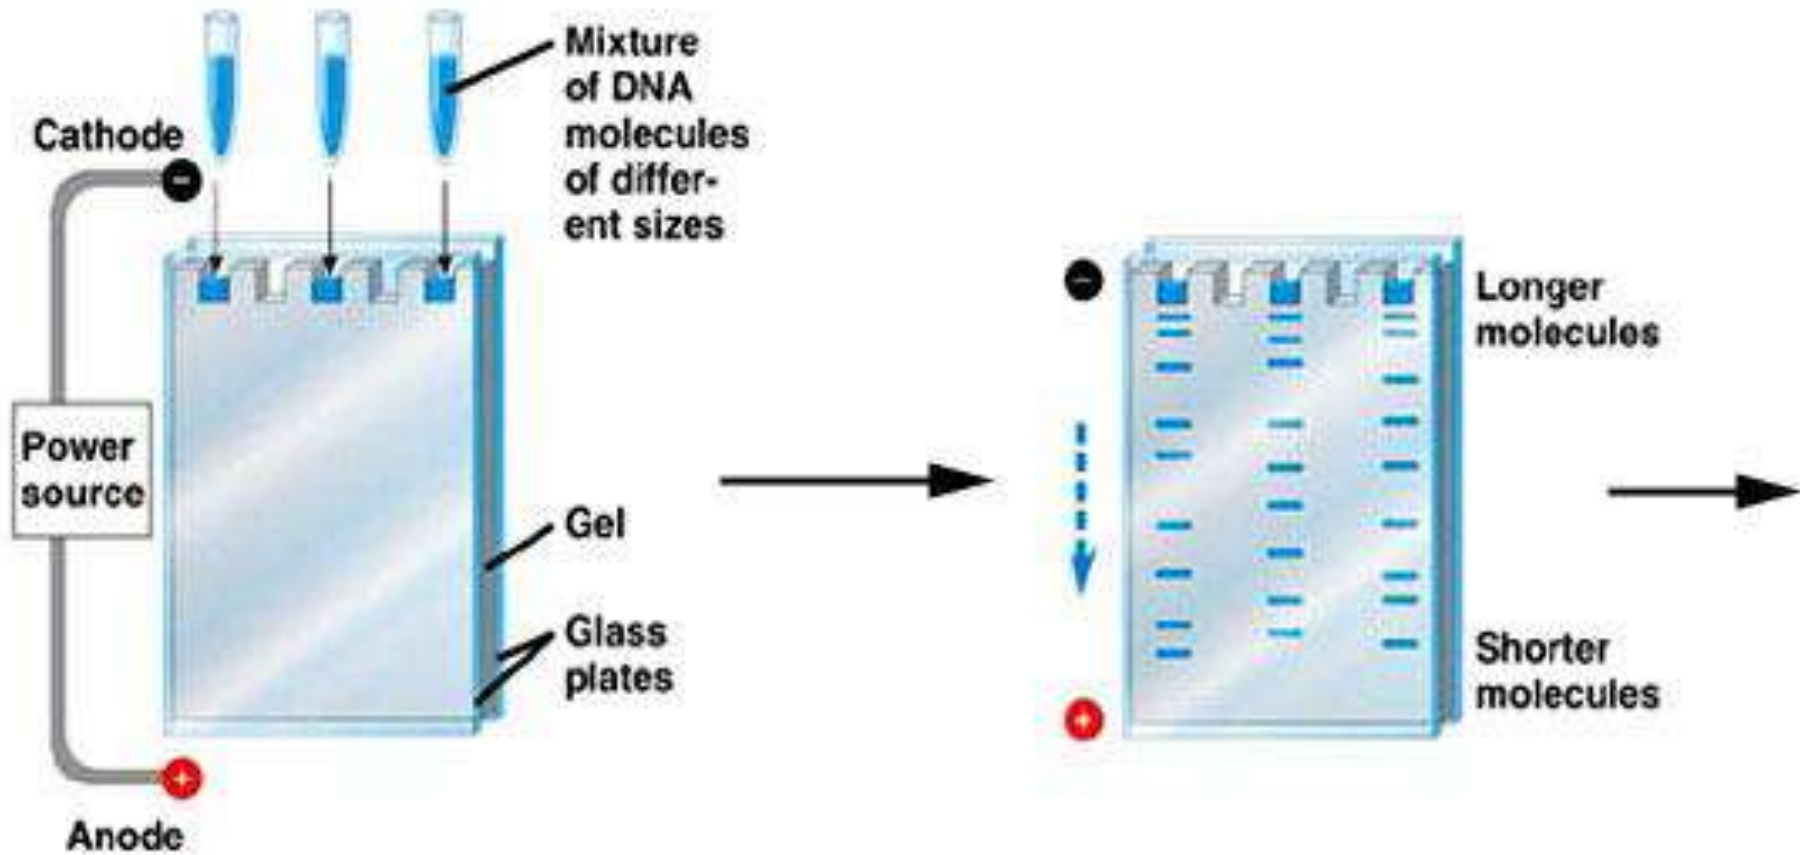 Mixture
of DNA
molecules
of differ-
ent sizes
Cathode
−
Power
source
Gel
Glass
plates
+
Anode
−
Longer
molecules
Shorter
molecules
+